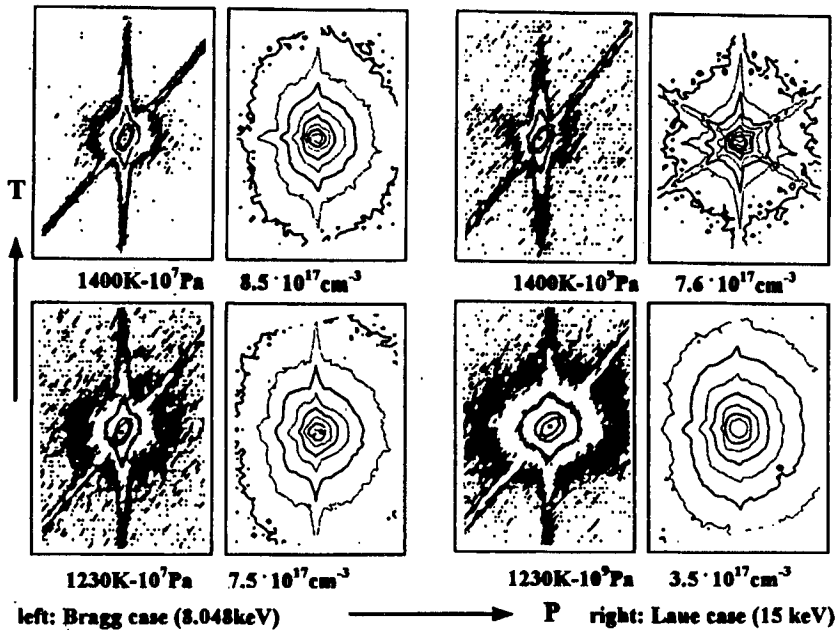 T
1400K-10⁷Pa 8.5·10¹⁷cm⁻³ 1400K-10⁹Pa 7.6·10¹⁷cm⁻³
1230K-10⁷Pa 7.5·10¹⁷cm⁻³ 1230K-10⁹Pa 3.5·10¹⁷cm⁻³
left: Bragg case (8.048keV) P right: Laue case (15 keV)